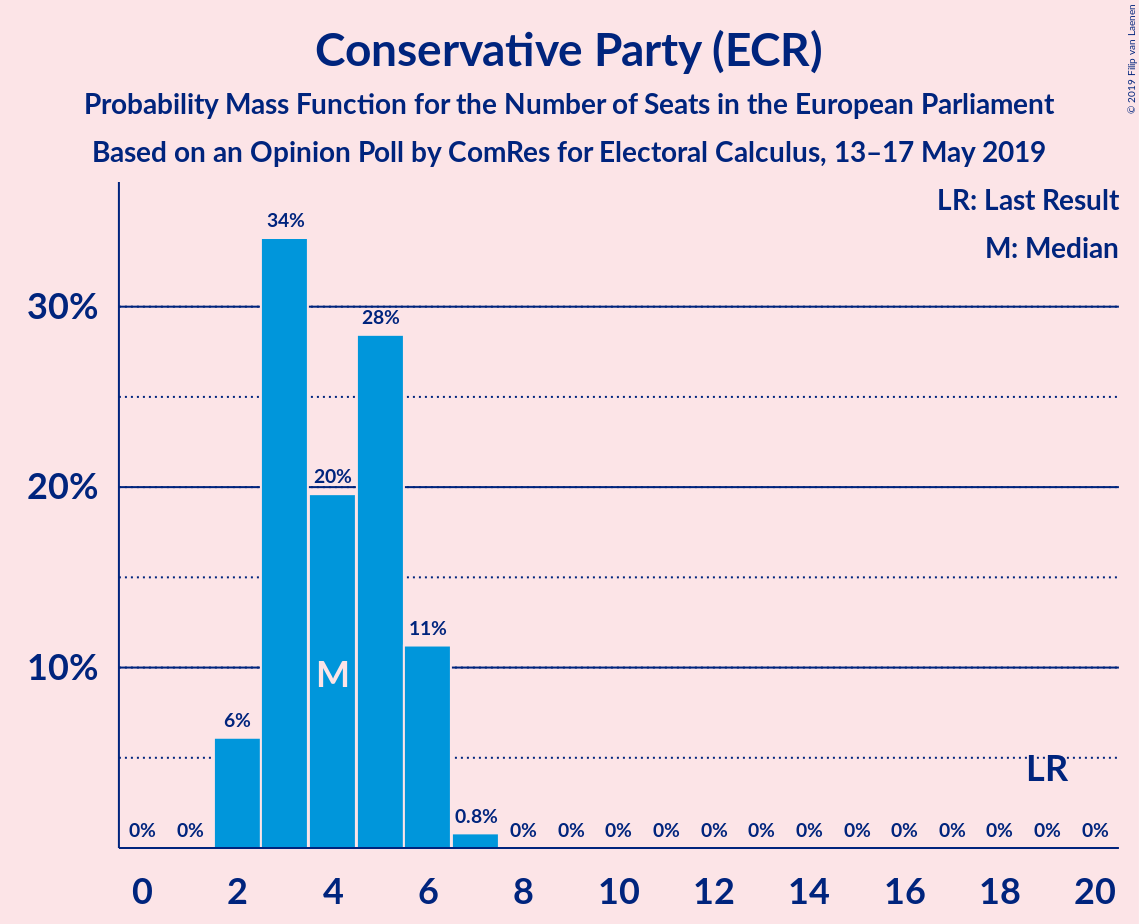 Conservative Party (ECR)
Probability Mass Function for the Number of Seats in the European Parliament
Based on an Opinion Poll by ComRes for Electoral Calculus, 13–17 May 2019
© 2019 Filip van Laenen
LR: Last Result
M: Median
34%
30%
28%
20%
20%
11%
10%
M
6%
LR
0.8%
0% 0% 0% 0% 0% 0% 0% 0% 0% 0% 0% 0% 0% 0% 0%
0 2 4 6 8 10 12 14 16 18 20